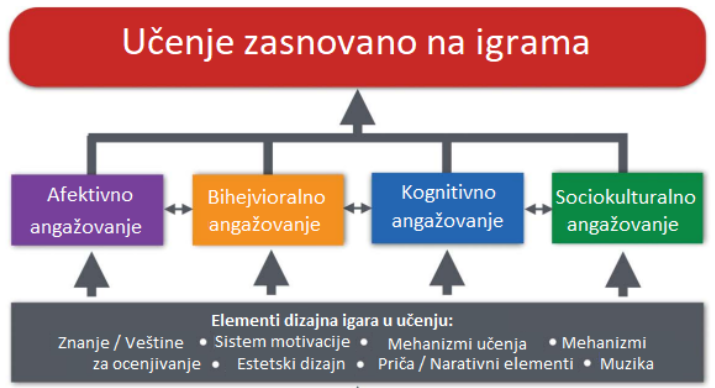 Učenje zasnovano na igrama
Afektivno
angažovanje
Bihejvioralno
angažovanje
Kognitivno
angažovanje
Sociokulturalno
angažovanje
Elementi dizajna igara u učenju:
Znanje / Veštine • Sistem motivacije • Mehanizmi učenja • Mehanizmi
za ocenjivanje • Estetski dizajn • Priča / Narativni elementi • Muzika